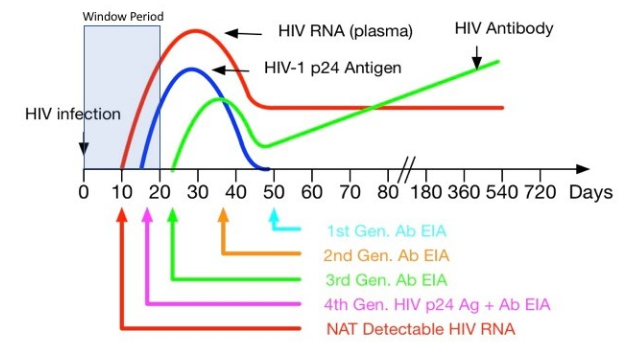 Window Period
HIV RNA (plasma)
HIV Antibody
HIV-1 p24 Antigen
HIV infection
0 10 20 30 40 50 60 70 80 180 360 540 720 Days
1st Gen. Ab EIA
2nd Gen. Ab EIA
3rd Gen. Ab EIA
4th Gen. HIV p24 Ag + Ab EIA
NAT Detectable HIV RNA